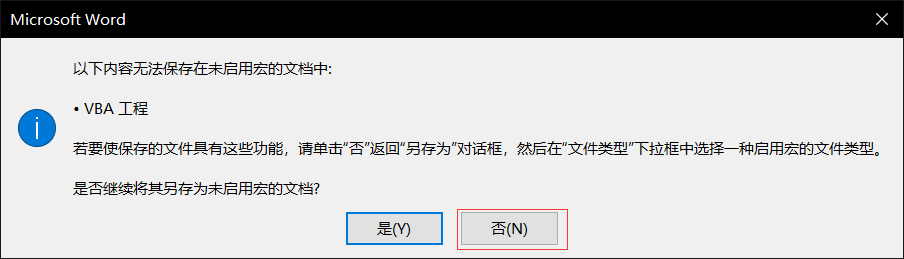 Microsoft Word
以下内容无法保存在未启用宏的文档中:
• VBA 工程
若要使保存的文件具有这些功能，请单击“否”返回“另存为”对话框，然后在“文件类型”下拉框中选择一种启用宏的文件类型。
是否继续将其另存为未启用宏的文档?
是(Y) 否(N)